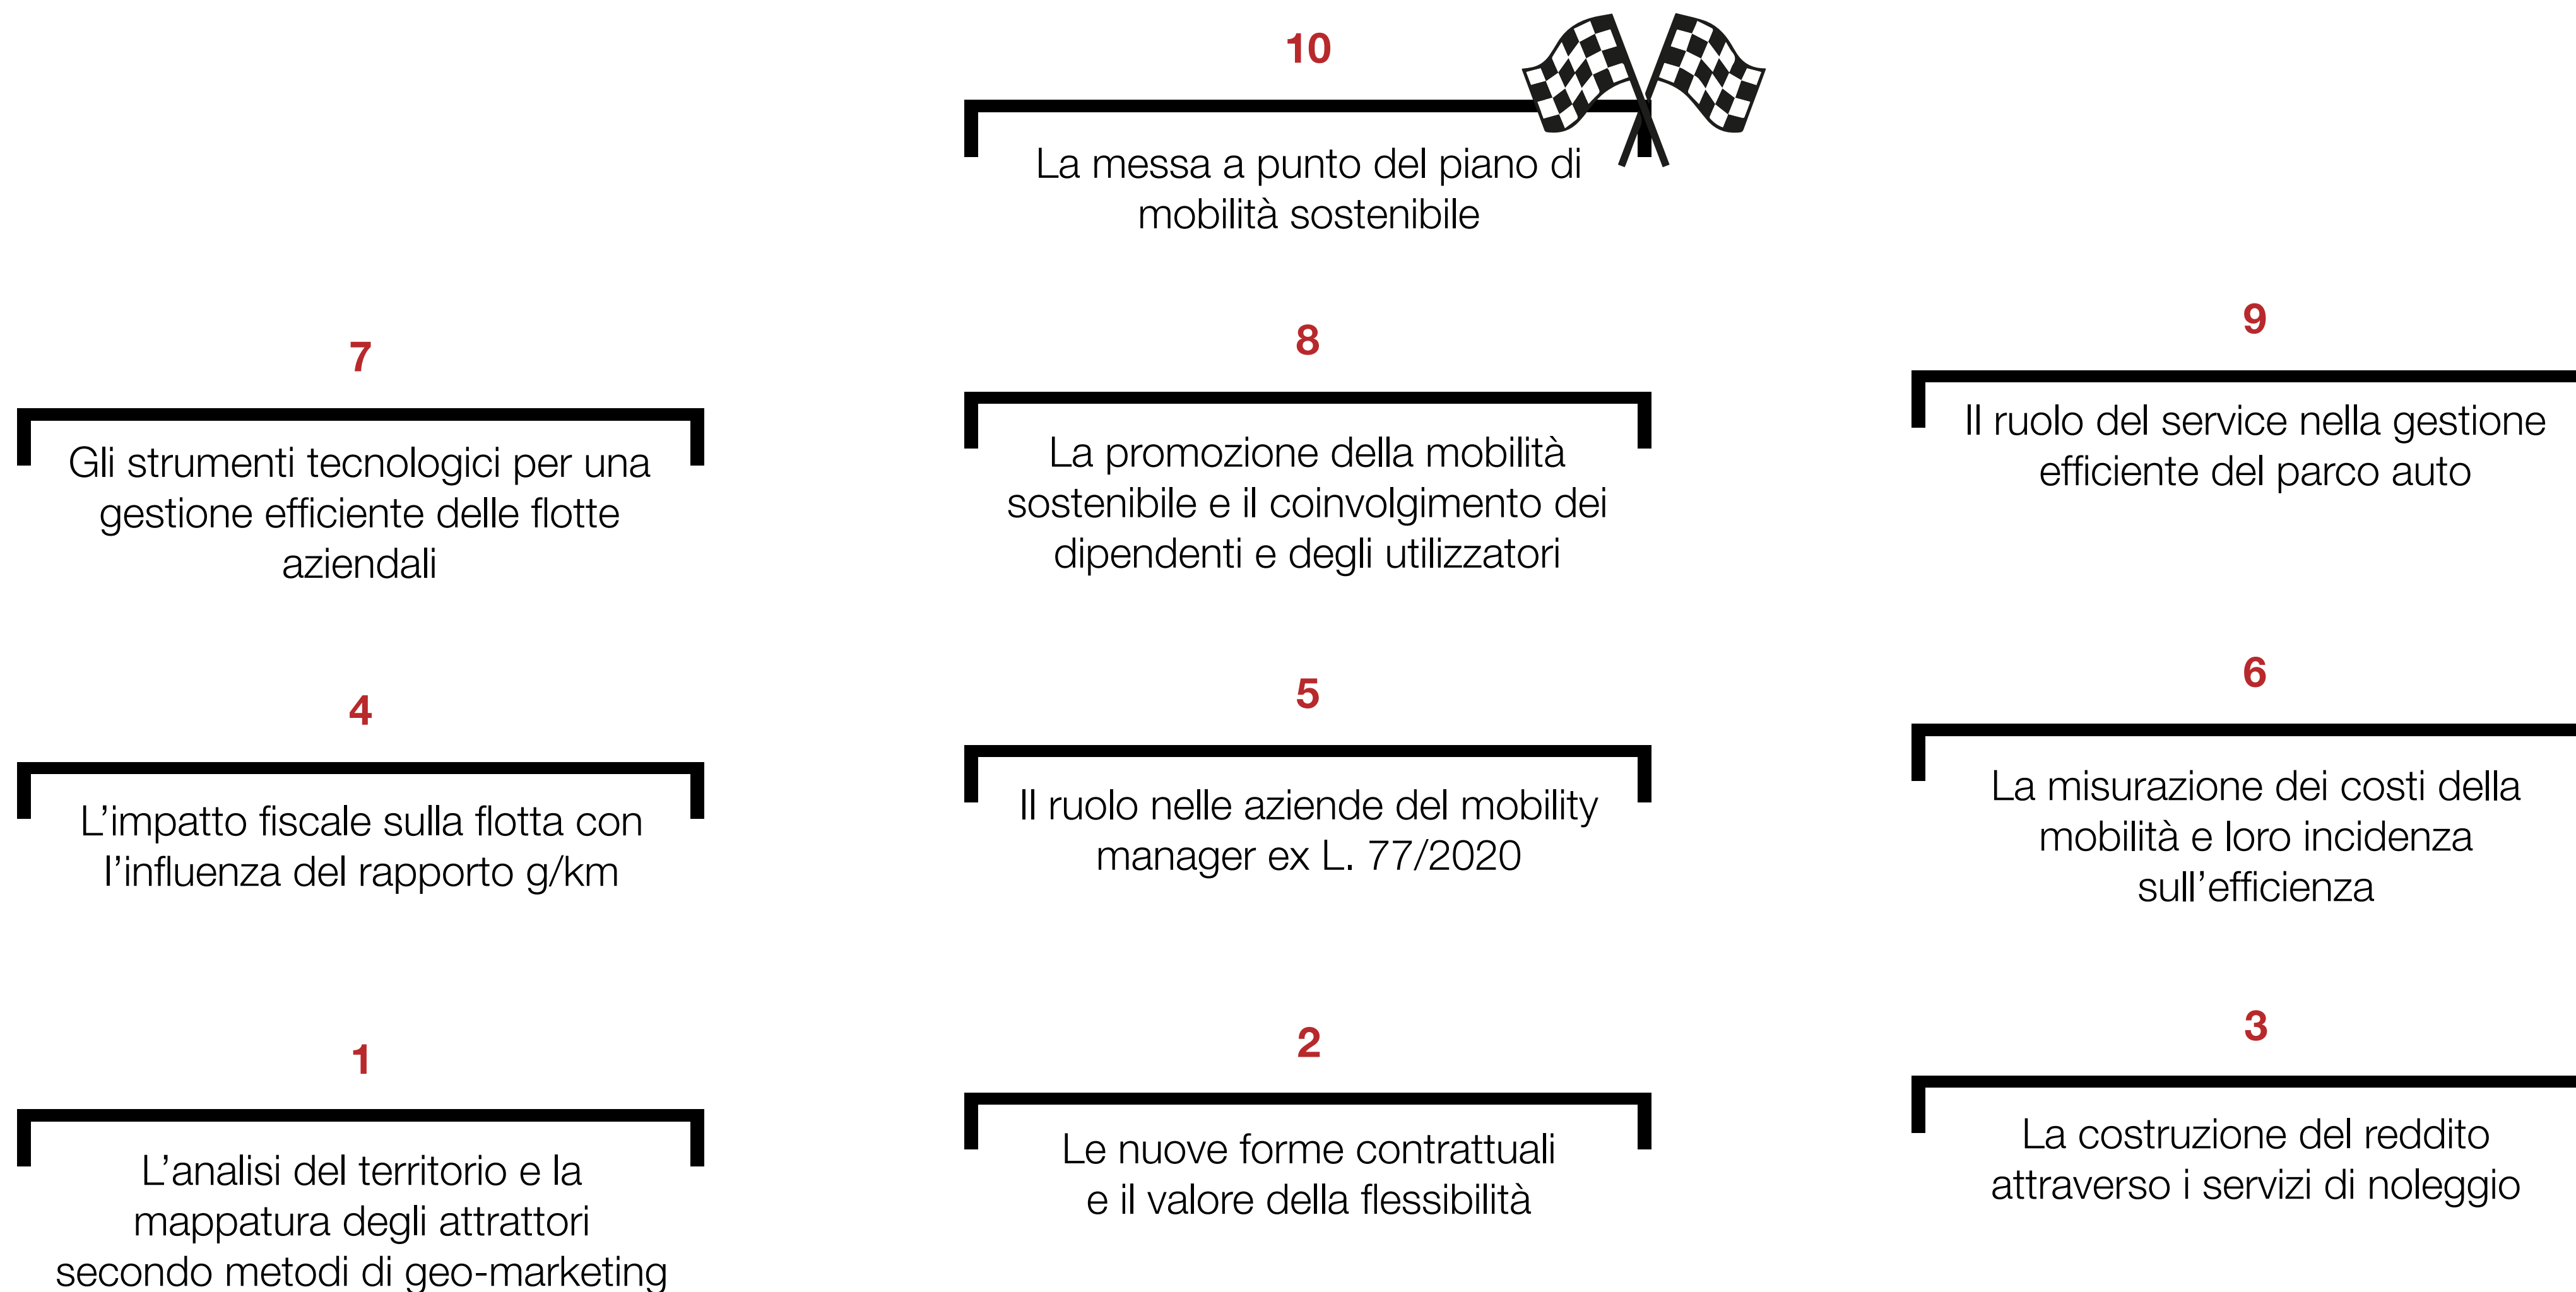 10
La messa a punto del piano di
mobilità sostenibile
7
Gli strumenti tecnologici per una
gestione efficiente delle flotte
aziendali
8
La promozione della mobilità
sostenibile e il coinvolgimento dei
dipendenti e degli utilizzatori
9
Il ruolo del service nella gestione
efficiente del parco auto
4
L’impatto fiscale sulla flotta con
l’influenza del rapporto g/km
5
Il ruolo nelle aziende del mobility
manager ex L. 77/2020
6
La misurazione dei costi della
mobilità e loro incidenza
sull’efficienza
1
L’analisi del territorio e la
mappatura degli attrattori
secondo metodi di geo-marketing
2
Le nuove forme contrattuali
e il valore della flessibilità
3
La costruzione del reddito
attraverso i servizi di noleggio